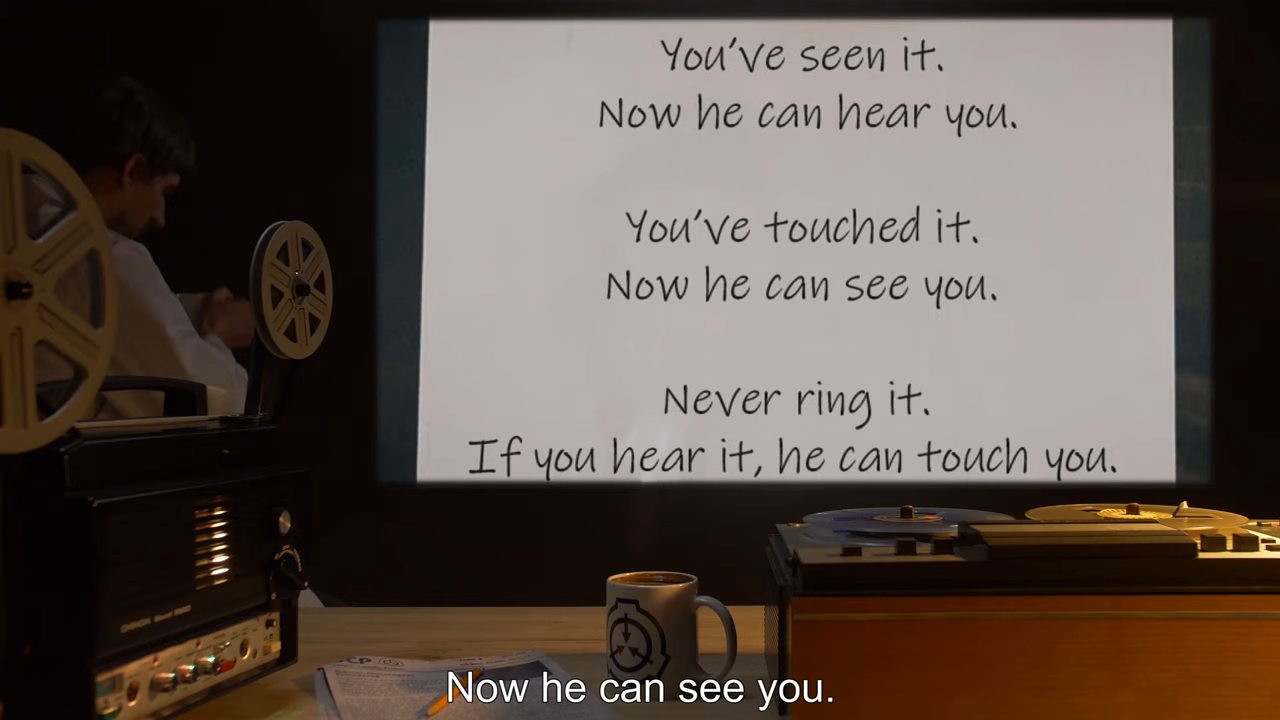 You've seen it.
Now he can hear you.
You've touched it.
Now he can see you.
Never ring it.
If you hear it, he can touch you.
Now he can see you.